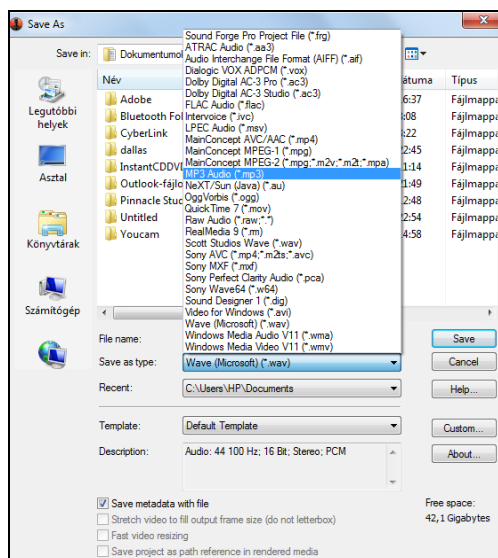 Save As
Save in:
Dokumentumok
Név
átuma
Típus
Legutóbbi
helyek
Asztal
Könyvtárak
Számítógép
Adobe
6:37
Fájlmappa
Bluetooth Fol
:08
Fájlmappa
CyberLink
:22
Fájlmappa
dallas
22:45
Fájlmappa
InstantCDDV
1:14
Fájlmappa
Outlook-fájlo
1:49
Fájlmappa
Pinnacle Stud
2:48
Fájlmappa
Untitled
22:54
Fájlmappa
Youcam
4:58
Fájlmappa
Sound Forge Pro Project File (*.frg)
ATRAC Audio (*.aa3)
Audio Interchange File Format (AIFF) (*.aif)
Dialogic VOX ADPCM (*.vox)
Dolby Digital AC-3 Pro (*.ac3)
Dolby Digital AC-3 Studio (*.ac3)
FLAC Audio (*.flac)
Intervoice (*.ivc)
LPEC Audio (*.msv)
MainConcept AVC/AAC (*.mp4)
MainConcept MPEG-1 (*.mpg)
MainConcept MPEG-2 (*.mpg;*.m2v;*.m2t;*.mpa)
MP3 Audio (*.mp3)
NeXT/Sun (Java) (*.au)
OggVorbis (*.ogg)
QuickTime 7 (*.mov)
Raw Audio (*.raw;*.*)
RealMedia 9 (*.rm)
Scott Studios Wave (*.wav)
Sony AVC (*.mp4;*.m2ts;*.avc)
Sony MXF (*.mxf)
Sony Perfect Clarity Audio (*.pca)
Sony Wave64 (*.w64)
Sound Designer 1 (*.dig)
Video for Windows (*.avi)
Wave (Microsoft) (*.wav)
Windows Media Audio V11 (*.wma)
Windows Media Video V11 (*.wmv)
File name:
Save
Save as type:
Wave (Microsoft) (*.wav)
Cancel
Recent:
C:\Users\HP\Documents
Help...
Template:
Default Template
Custom...
Description:
Audio: 44 100 Hz; 16 Bit; Stereo; PCM
About...
Save metadata with file
Free space:
Stretch video to fill output frame size (do not letterbox)
42,1 Gigabytes
Fast video resizing
Save project as path reference in rendered media